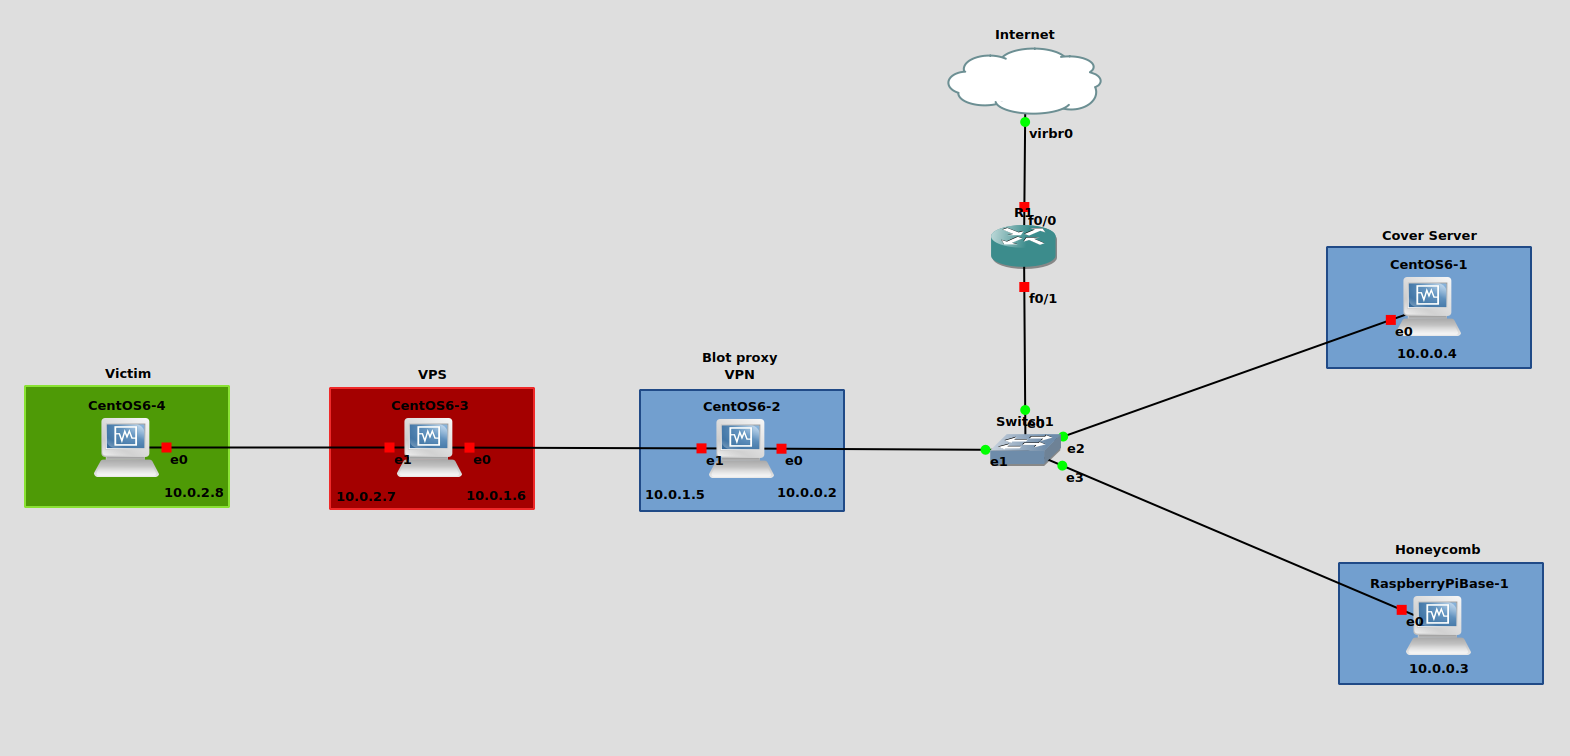 Internet
virbr0
R1
f0/0
f0/1
Cover Server
CentOS6-1
e0
10.0.0.4
Victim
CentOS6-4
e0
10.0.2.8
VPS
CentOS6-3
e1
e0
10.0.2.7
10.0.1.6
Blot proxy
VPN
CentOS6-2
e1
e0
10.0.1.5
10.0.0.2
Switch1
e0
e1
e2
e3
Honeycomb
RaspberryPiBase-1
e0
10.0.0.3